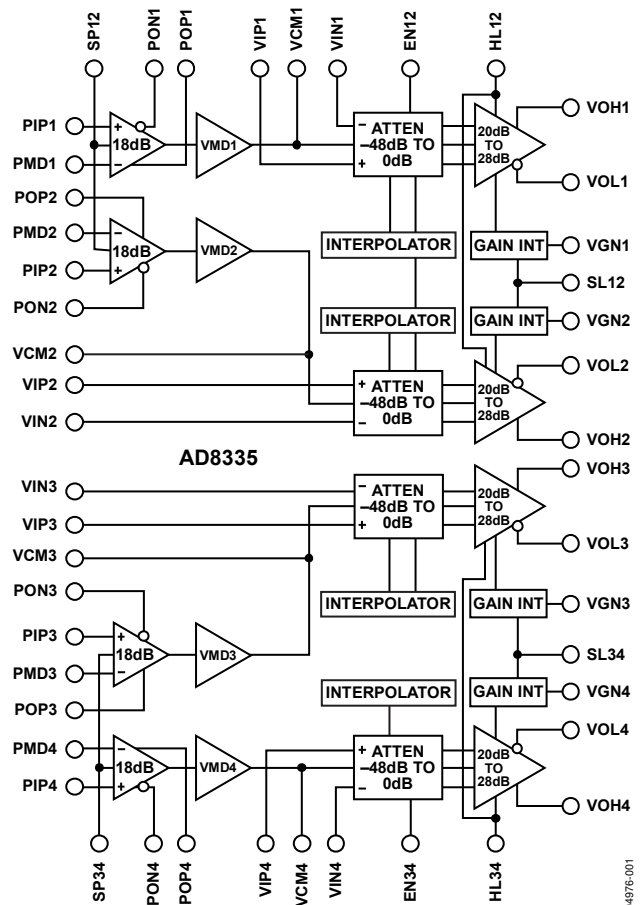 SP12
PON1
POP1
VIP1
VCM1
VIN1
EN12
HL12
PIP1
PMD1
+
18dB
–
VMD1
–
ATTEN
–48dB TO
0dB
+
20dB
TO
28dB
VOH1
VOL1
POP2
PMD2
PIP2
PON2
–
18dB
+
VMD2
INTERPOLATOR
INTERPOLATOR
GAIN INT
VGN1
SL12
GAIN INT
VGN2
VCM2
VIP2
VIN2
+
ATTEN
–48dB TO
0dB
–
20dB
TO
28dB
VOL2
VOH2
AD8335
VIN3
VIP3
VCM3
–
ATTEN
–48dB TO
0dB
+
20dB
TO
28dB
VOH3
VOL3
PON3
PIP3
PMD3
POP3
+
18dB
–
VMD3
INTERPOLATOR
INTERPOLATOR
GAIN INT
VGN3
SL34
GAIN INT
VGN4
PMD4
PIP4
–
18dB
+
VMD4
+
ATTEN
–48dB TO
0dB
–
20dB
TO
28dB
VOL4
VOH4
SP34
PON4
POP4
VIP4
VCM4
VIN4
EN34
HL34